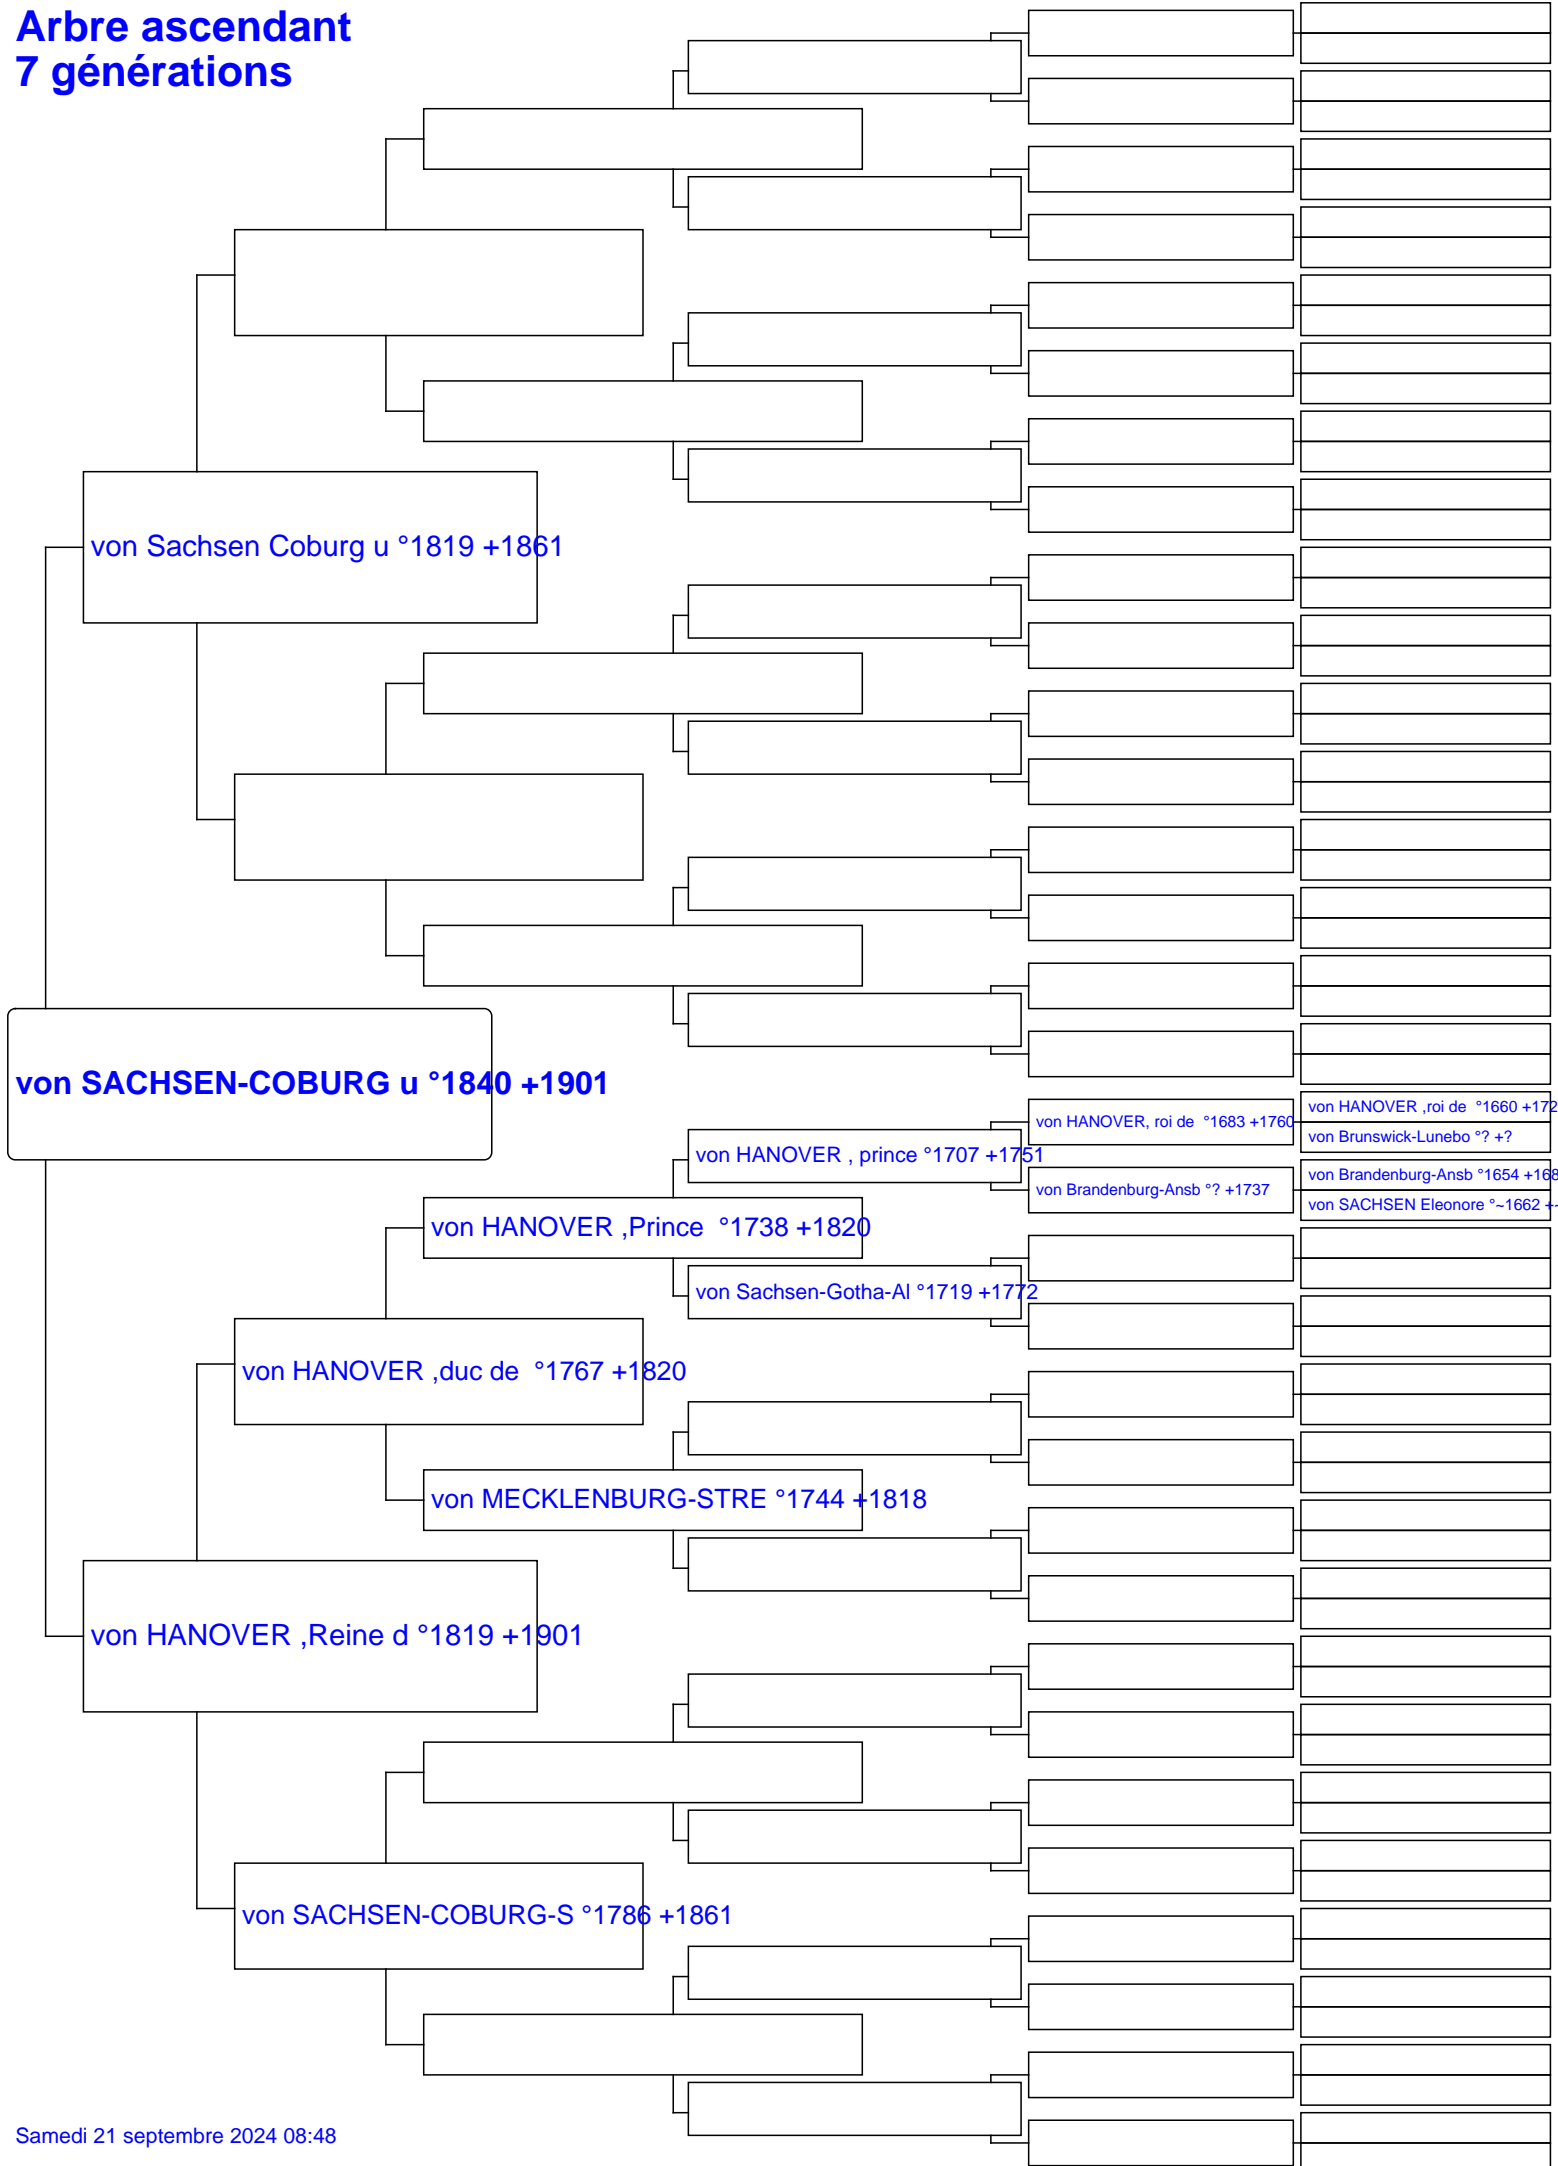 Arbre ascendant
7 générations
von Sachsen Coburg u °1819 +1861
von SACHSEN-COBURG u °1840 +1901
von HANOVER ,roi de °1660 +172
von HANOVER, roi de °1683 +1760
von Brunswick-Lunebo °? +?
von HANOVER , prince °1707 +1751
von Brandenburg-Ansb °1654 +168
von Brandenburg-Ansb °? +1737
von SACHSEN Eleonore °~1662 +~
von HANOVER ,Prince °1738 +1820
von Sachsen-Gotha-Al °1719 +1772
von HANOVER ,duc de °1767 +1820
von MECKLENBURG-STRE °1744 +1818
von HANOVER ,Reine d °1819 +1901
von SACHSEN-COBURG-S °1786 +1861
Samedi 21 septembre 2024 08:48